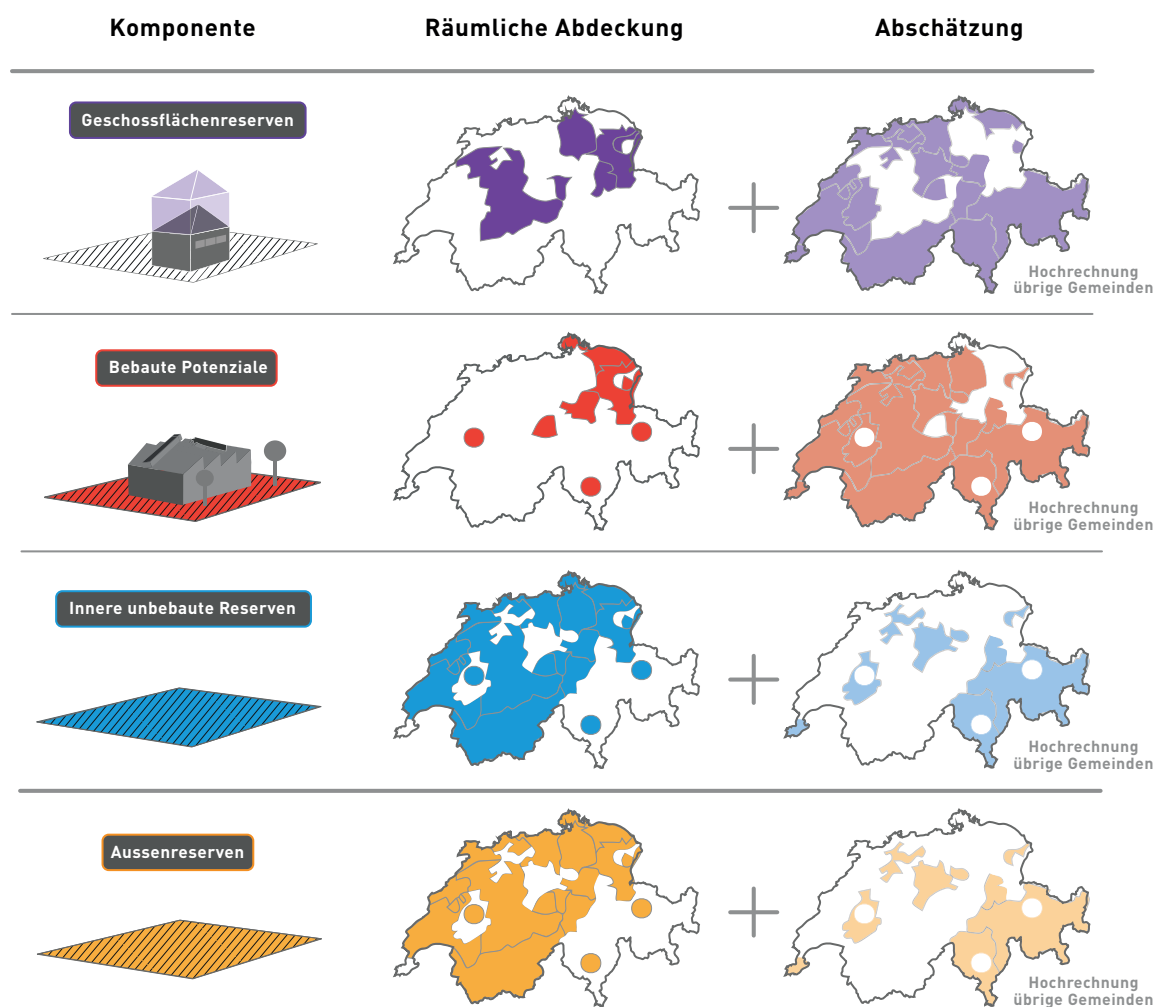 Komponente
Räumliche Abdeckung
Abschätzung
Geschossflächenreserven
Hochrechnung
übrige Gemeinden
Bebaute Potenziale
Hochrechnung
übrige Gemeinden
Innere unbebaute Reserven
Hochrechnung
übrige Gemeinden
Aussenreserven
Hochrechnung
übrige Gemeinden